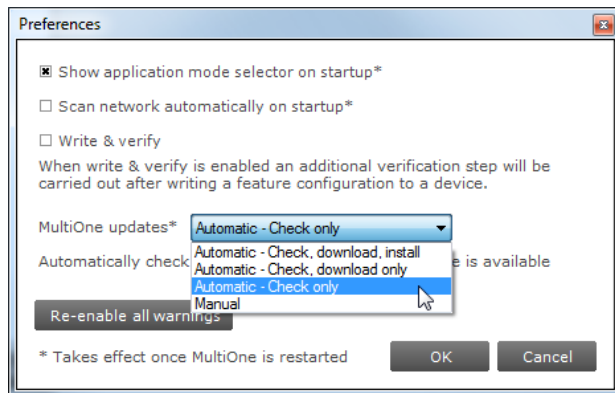 Preferences
Show application mode selector on startup*
Scan network automatically on startup*
Write & verify
When write & verify is enabled an additional verification step will be
carried out after writing a feature configuration to a device.
MultiOne updates* Automatic - Check only
Automatic - Check, download, install
Automatic - Check, download only
Automatically check e is available
Automatic - Check only
Manual
Re-enable all warnings
* Takes effect once MultiOne is restarted OK Cancel